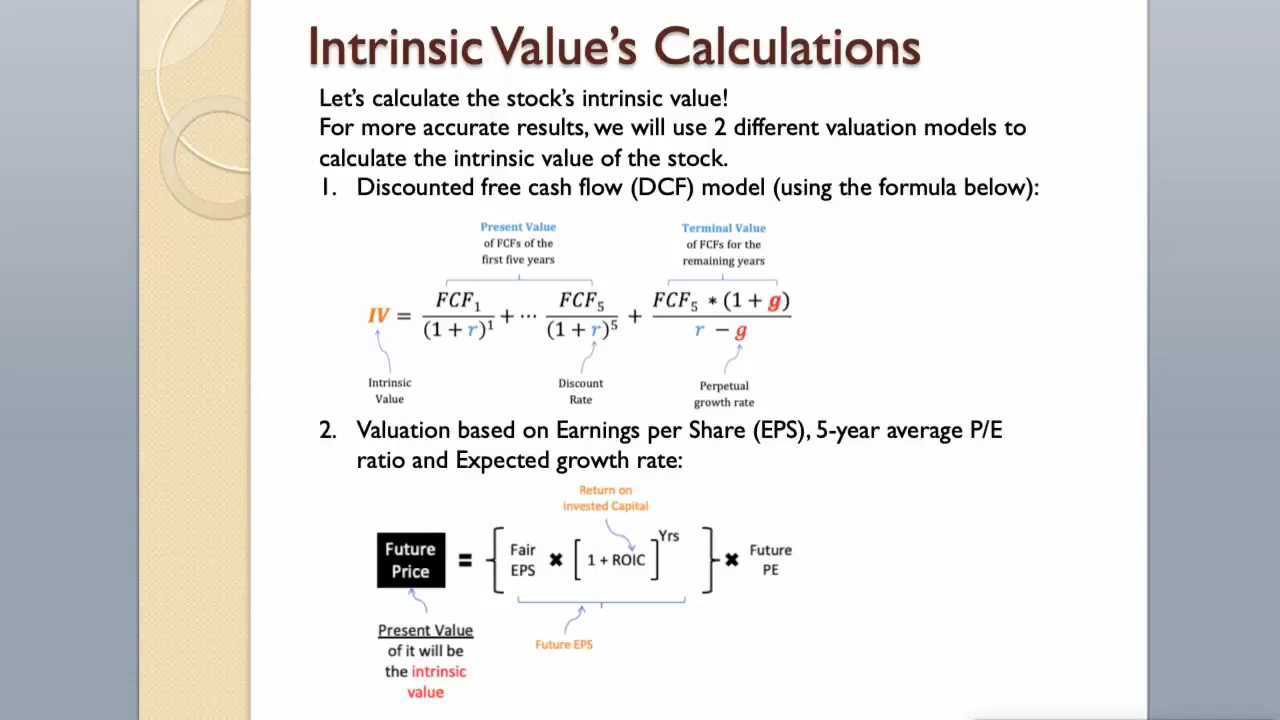 Intrinsic Value's Calculations
Let's calculate the stock's intrinsic value!
For more accurate results, we will use 2 different valuation models to
calculate the intrinsic value of the stock.
1. Discounted free cash flow (DCF) model (using the formula below):
Present Value
of FCFs of the
first five years
Terminal Value
of FCFs for the
remaining years
IV = FCF₁ / (1 + r)¹ + ··· FCF₅ / (1 + r)⁵ + FCF₅ * (1 + g) / r − g
Intrinsic
Value
Discount
Rate
Perpetual
growth rate
2. Valuation based on Earnings per Share (EPS), 5-year average P/E
ratio and Expected growth rate:
Return on
Invested Capital
Future
Price
=
{ Fair
EPS
×
[ 1 + ROIC ] Yrs }
×
Future
PE
Future EPS
Present Value
of it will be
the intrinsic
value